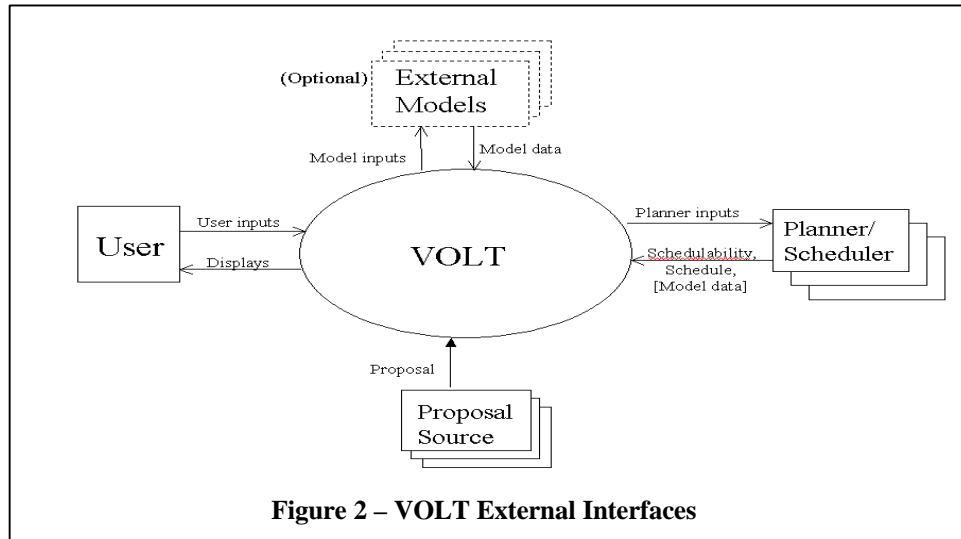 (Optional)
External
Models
Model inputs
Model data
User
User inputs
Displays
VOLT
Planner inputs
Schedulability,
Schedule,
[Model data]
Planner/
Scheduler
Proposal
Proposal
Source
Figure 2 – VOLT External Interfaces